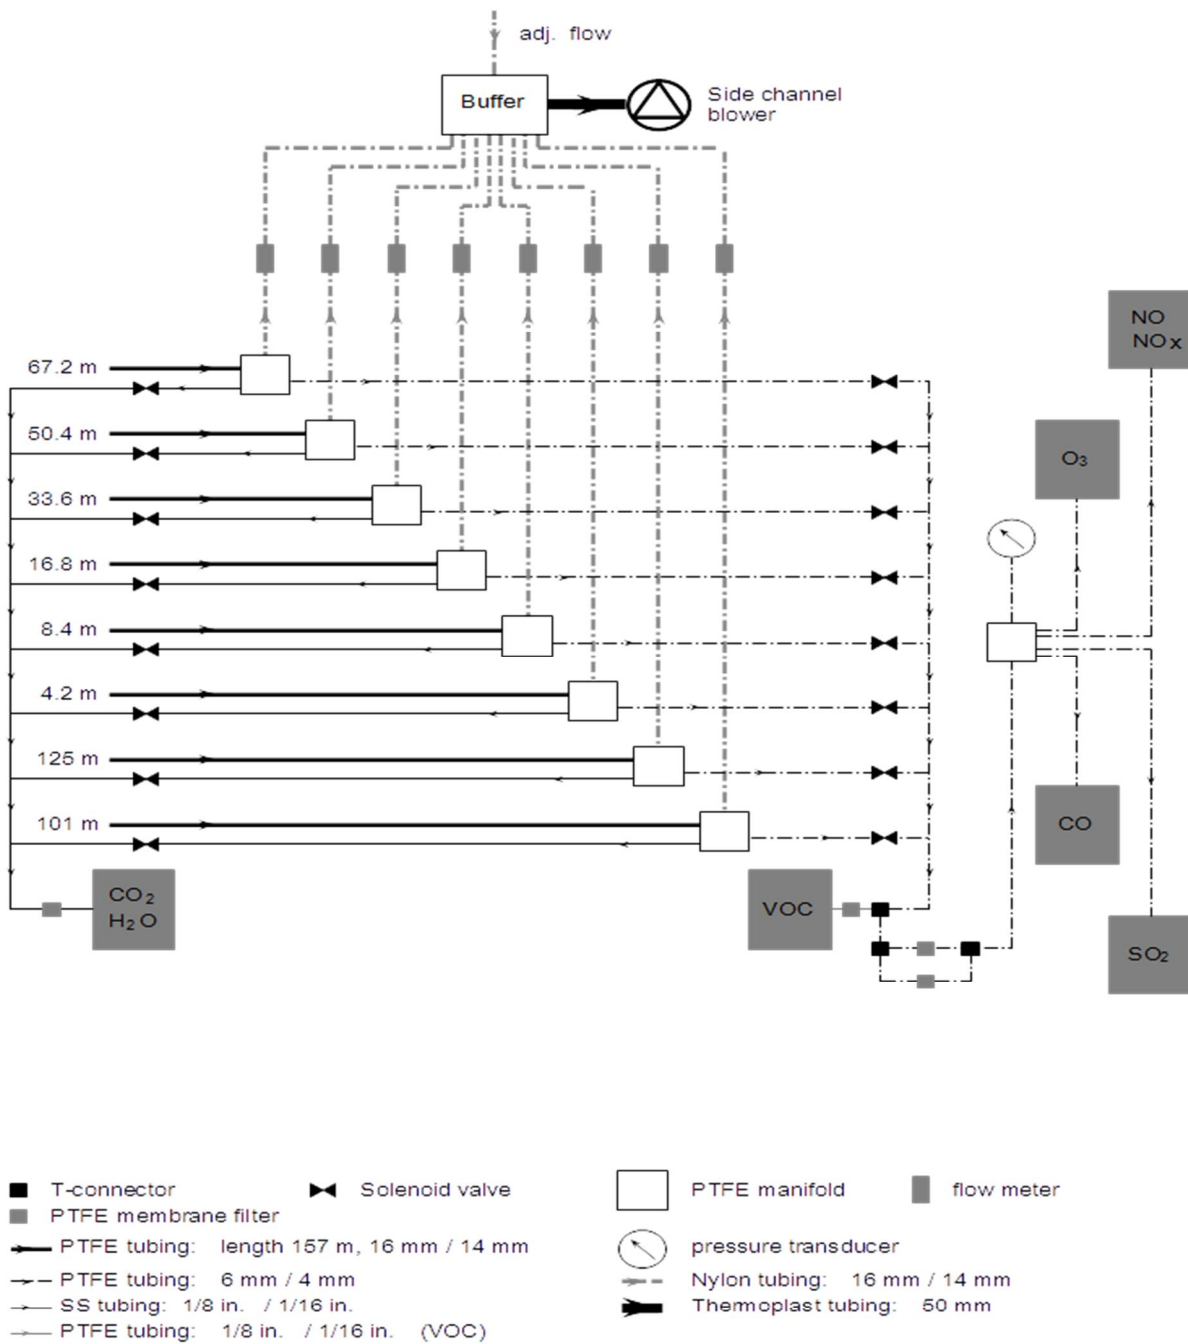 adj. flow
Buffer
Side channel
blower
NO
NOx
67.2 m
50.4 m
O3
33.6 m
16.8 m
8.4 m
4.2 m
125 m
101 m
CO
CO2
H2O
VOC
SO2
T-connector
Solenoid valve
PTFE manifold
flow meter
PTFE membrane filter
PTFE tubing: length 157 m, 16 mm / 14 mm
pressure transducer
PTFE tubing: 6 mm / 4 mm
Nylon tubing: 16 mm / 14 mm
SS tubing: 1/8 in. / 1/16 in.
Thermoplast tubing: 50 mm
PTFE tubing: 1/8 in. / 1/16 in. (VOC)